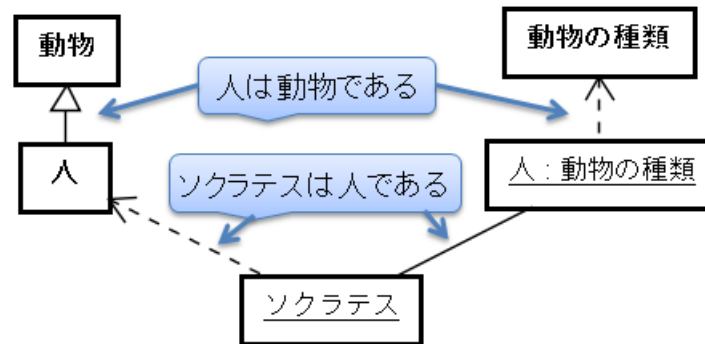 動物
動物の種類
人は動物である
人
人：動物の種類
ソクラテスは人である
ソクラテス